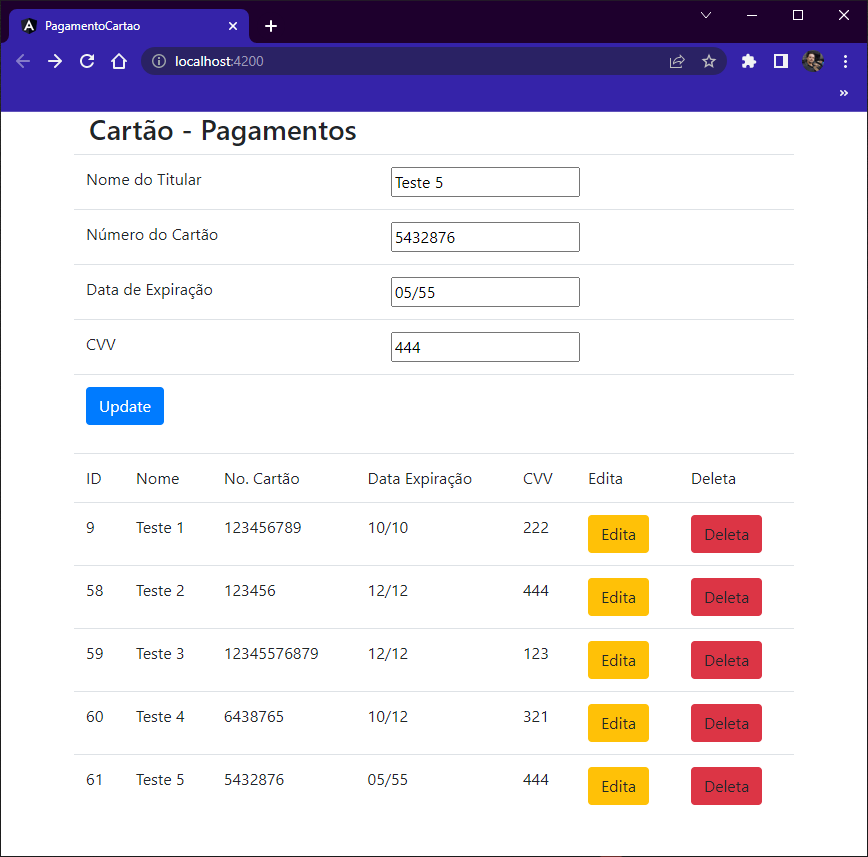 PagamentoCartao
localhost:4200
Cartão - Pagamentos
Nome do Titular Teste 5
Número do Cartão 5432876
Data de Expiração 05/55
CVV 444
Update
ID Nome No. Cartão Data Expiração CVV Edita Deleta
9 Teste 1 123456789 10/10 222 Edita Deleta
58 Teste 2 123456 12/12 444 Edita Deleta
59 Teste 3 12345576879 12/12 123 Edita Deleta
60 Teste 4 6438765 10/12 321 Edita Deleta
61 Teste 5 5432876 05/55 444 Edita Deleta